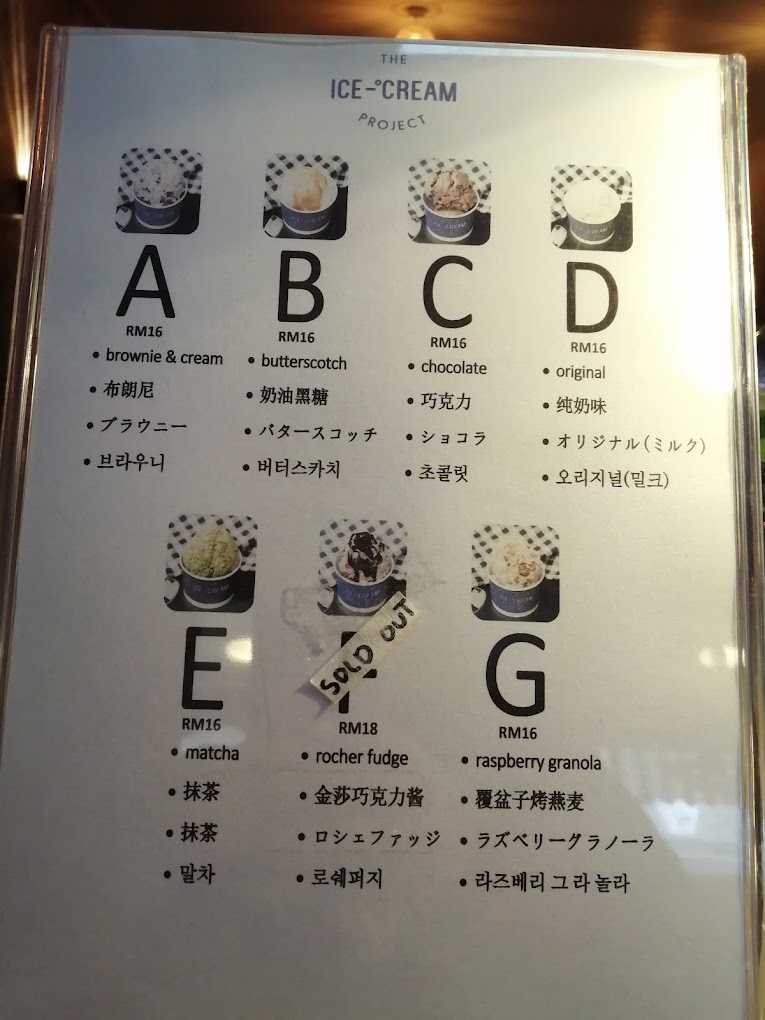 THE
ICE-°CREAM
PROJECT
A
RM16
• brownie & cream
• 布朗尼
• ブラウニー
• 브라우니
B
RM16
• butterscotch
• 奶油黑糖
• バタースコッチ
• 버터스카치
C
RM16
• chocolate
• 巧克力
• ショコラ
• 초콜릿
D
RM16
• original
• 纯奶味
• オリジナル(ミルク)
• 오리지널(밀크)
E
RM16
• matcha
• 抹茶
• 抹茶
• 말차
F
SOLD OUT
RM18
• rocher fudge
• 金莎巧克力酱
• ロシェファッジ
• 로쉐퍼지
G
RM16
• raspberry granola
• 覆盆子烤燕麦
• ラズベリーグラノーラ
• 라즈베리 그라놀라